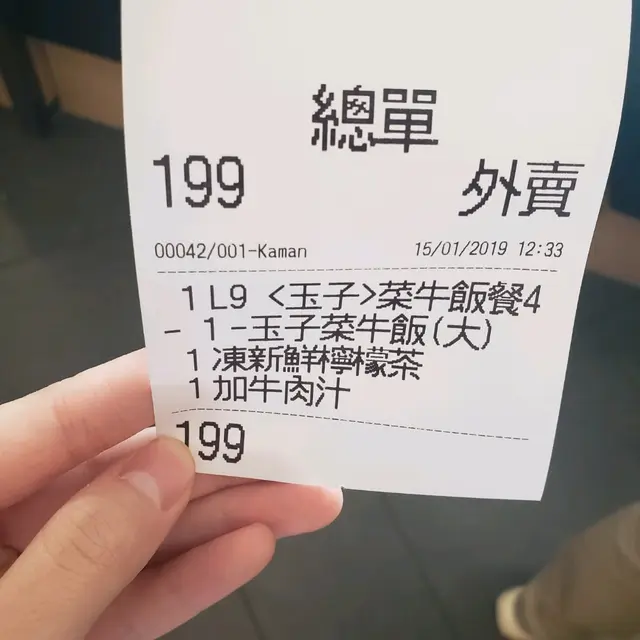 總單
199 外賣
00042/001-Kaman 15/01/2019 12:33
1 L9 <玉子>菜牛飯餐4
- 1 -玉子菜牛飯(大)
1 凍新鮮檸檬茶
1 加牛肉汁
199